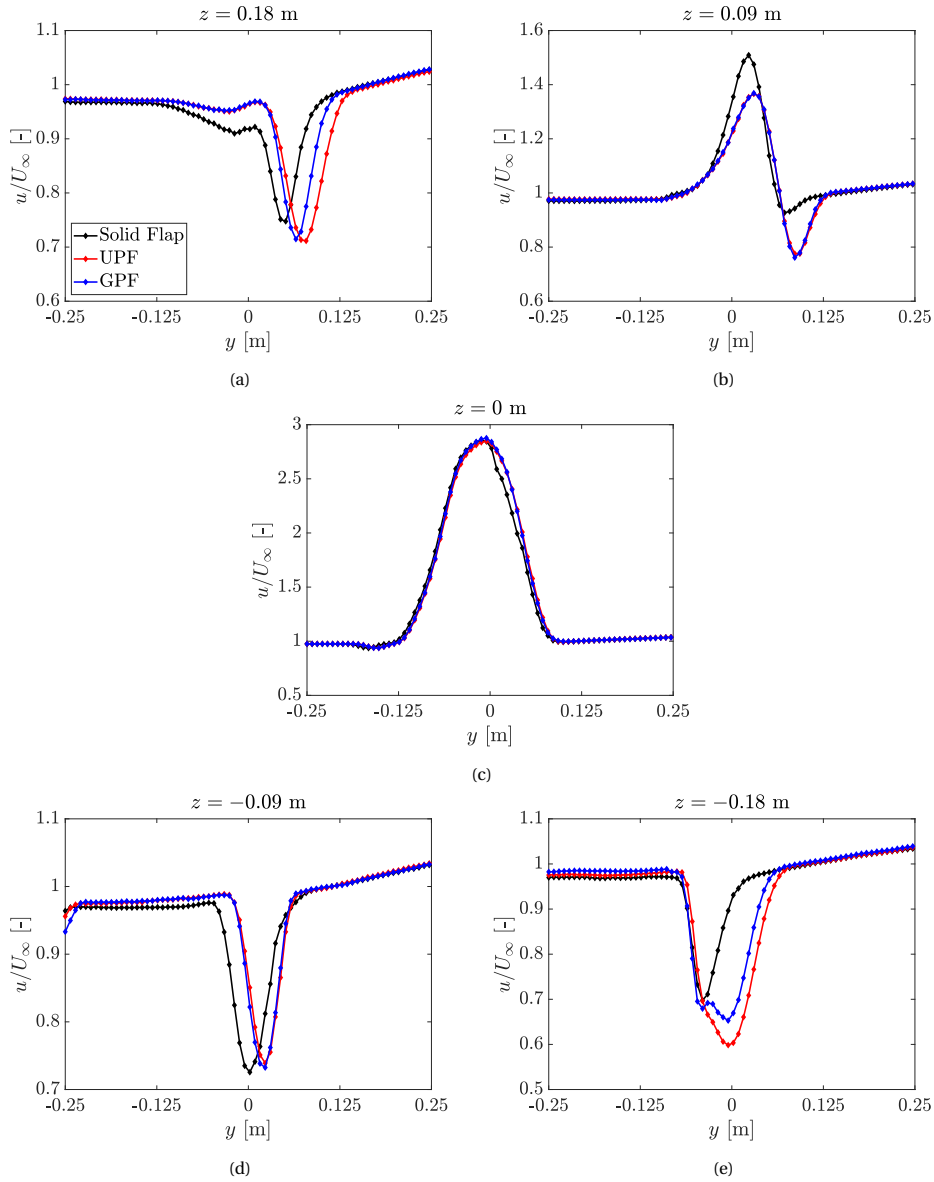 z = 0.18 m
1.1
1
0.9
0.8
0.7
0.6
u/U∞ [-]
Solid Flap
UPF
GPF
-0.25 -0.125 0 0.125 0.25
y [m]
(a)
z = 0.09 m
1.6
1.4
1.2
1
0.8
0.6
u/U∞ [-]
-0.25 -0.125 0 0.125 0.25
y [m]
(b)
z = 0 m
3
2.5
2
1.5
1
0.5
u/U∞ [-]
-0.25 -0.125 0 0.125 0.25
y [m]
(c)
z = −0.09 m
1.1
1
0.9
0.8
0.7
u/U∞ [-]
-0.25 -0.125 0 0.125 0.25
y [m]
(d)
z = −0.18 m
1.1
1
0.9
0.8
0.7
0.6
0.5
u/U∞ [-]
-0.25 -0.125 0 0.125 0.25
y [m]
(e)